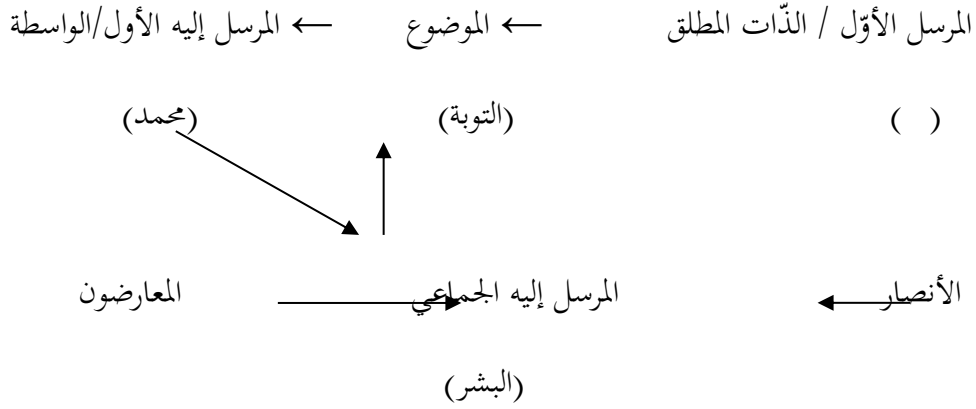 المرسل الأوّل / الذّات المطلق ← الموضوع ← المرسل إليه الأول/الواسطة
( ) (التوبة) (محمد)
الأنصار المرسل إليه الجماعي المعارضون
(البشر)